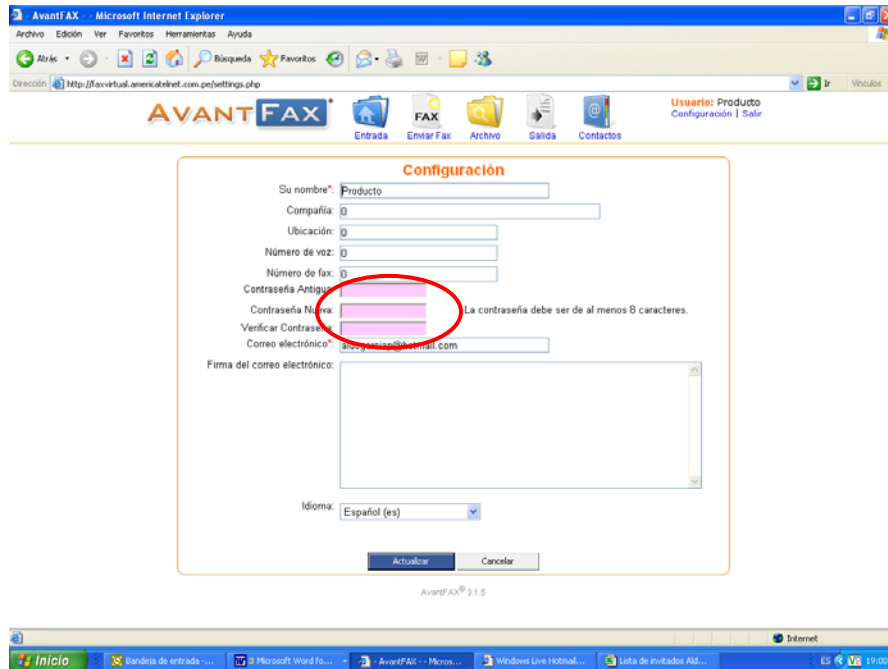 - AvantFAX - - Microsoft Internet Explorer
Archivo Edición Ver Favoritos Herramientas Ayuda
Atrás Búsqueda Favoritos
Dirección http://faxvirtual.americatelnet.com.pe/settings.php Ir Vínculos
AVANTFAX
FAX
Entrada Enviar Fax Archivo Salida Contactos
Usuario: Producto
Configuración | Salir
Configuración
Su nombre*: Producto
Compañía: 0
Ubicación: 0
Número de voz: 0
Número de fax: 0
Contraseña Antigua:
Contraseña Nueva: La contraseña debe ser de al menos 8 caracteres.
Verificar Contraseña:
Correo electrónico*:
Firma del correo electrónico:
Idioma: Español (es)
Actualizar Cancelar
AvantFAX® 3.1.5
Internet
Inicio Bandeja de entrada -... 3 Microsoft Word fo... - AvantFAX - - Micros... Windows Live Hotmail... Lista de invitados Ald... ES